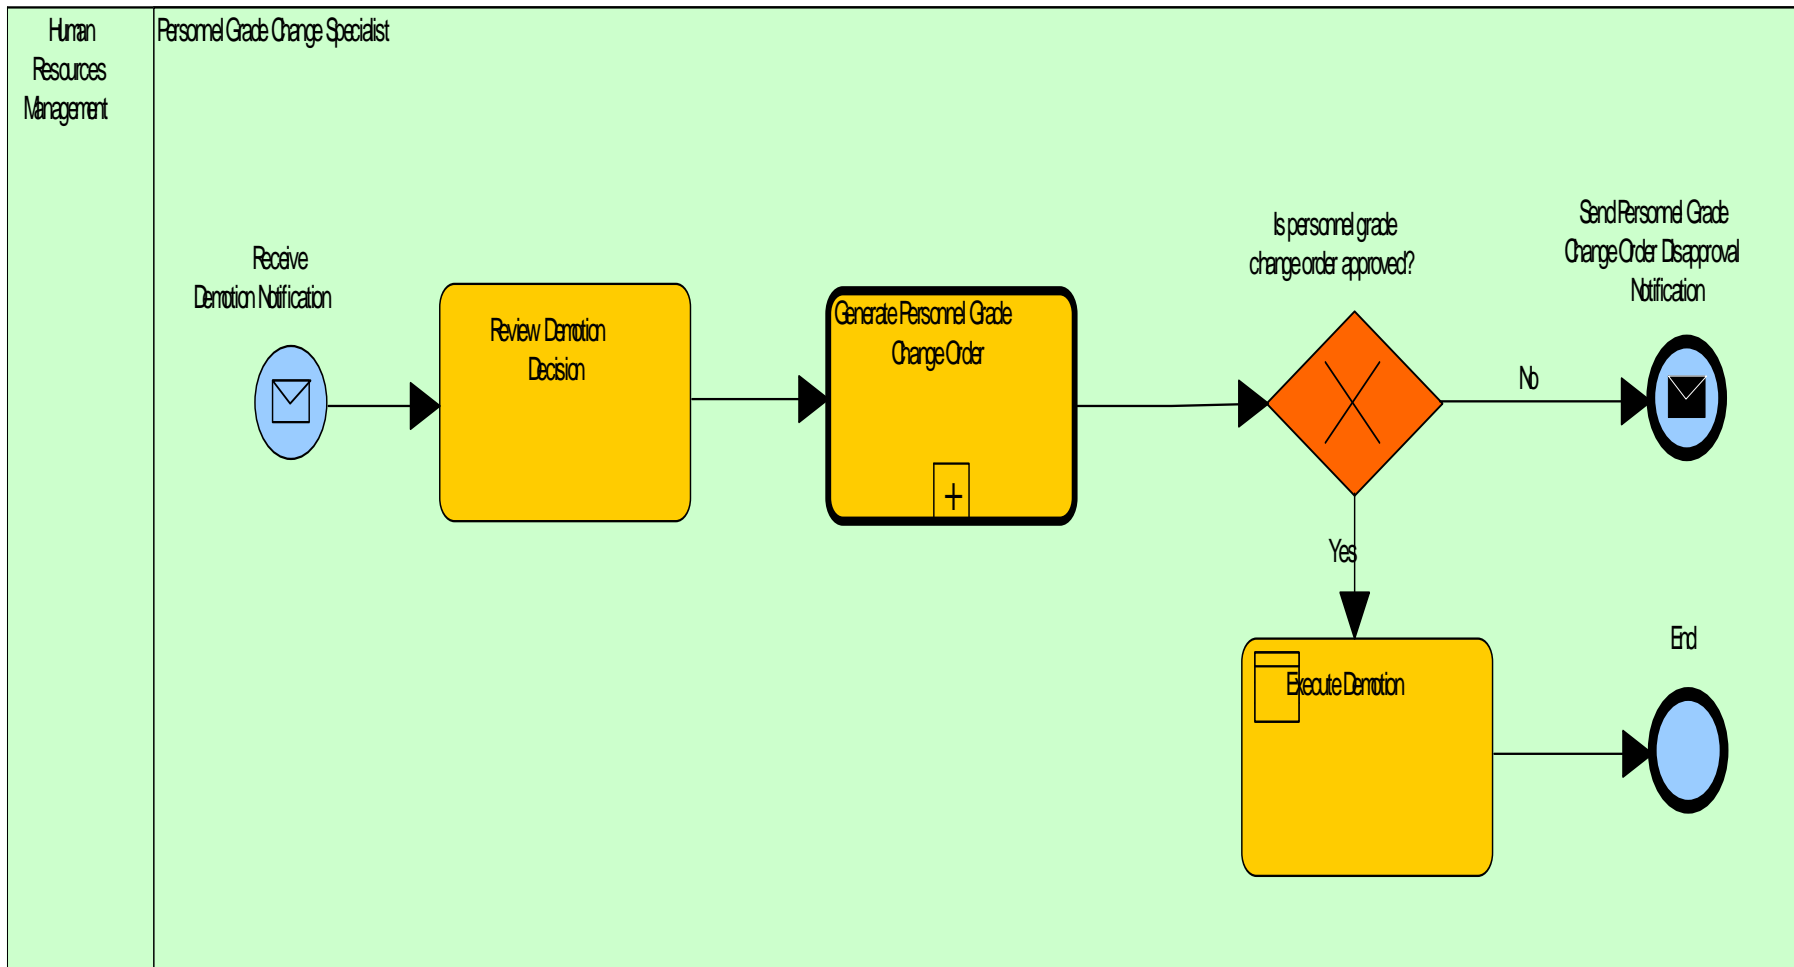 Human
Resources
Management
Personnel Grade Change Specialist
Receive
Demotion Notification
Review Demotion
Decision
Generate Personnel Grade
Change Order
Is personnel grade
change order approved?
No
Send Personnel Grade
Change Order Disapproval
Notification
Yes
Execute Demotion
End